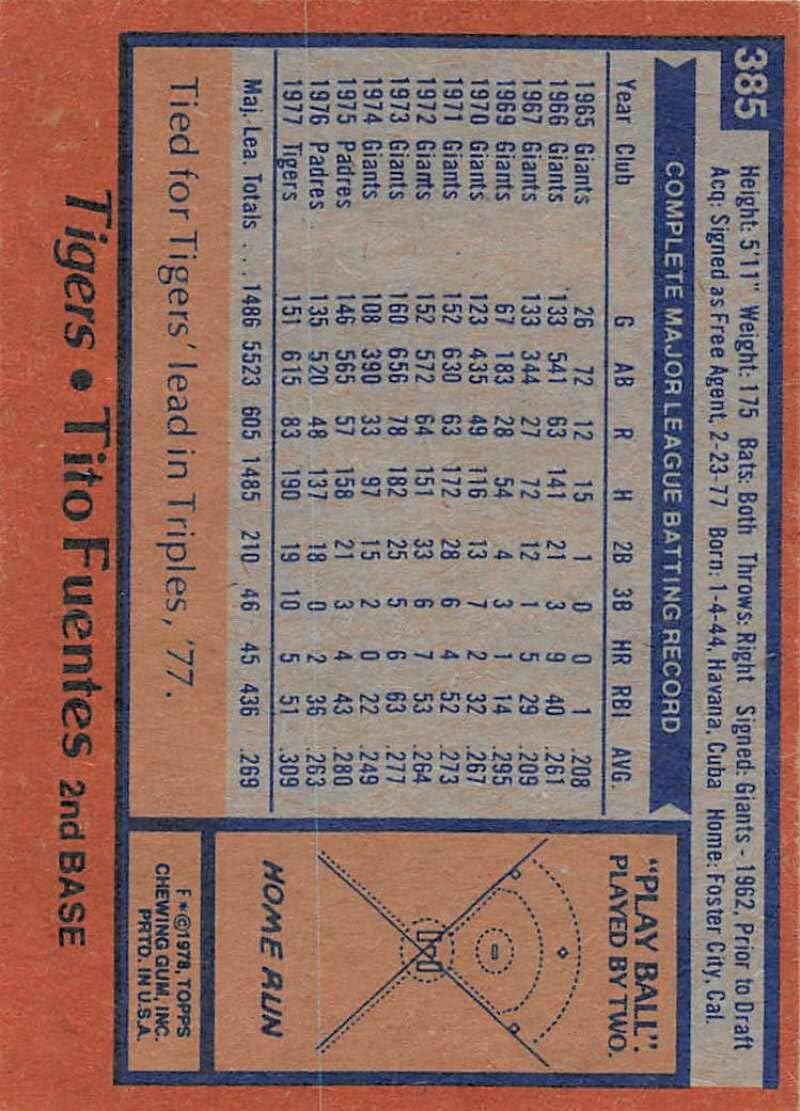 385
Height: 5'11" Weight: 175 Bats: Both Throws: Right Signed: Giants - 1962, Prior to Draft
Acq: Signed as Free Agent, 2-23-77 Born: 1-4-44, Havana, Cuba Home: Foster City, Cal.
COMPLETE MAJOR LEAGUE BATTING RECORD
Year Club G AB R H 2B 3B HR RBI AVG.
1965 Giants 26 72 12 15 1 0 0 1 .208
1966 Giants 133 541 63 141 21 3 9 40 .261
1967 Giants 133 344 27 72 12 1 5 29 .209
1969 Giants 67 183 28 54 4 3 1 14 .295
1970 Giants 123 435 49 116 13 7 2 32 .267
1971 Giants 152 630 63 172 28 6 4 52 .273
1972 Giants 152 572 64 151 33 6 7 53 .264
1973 Giants 160 656 78 182 25 5 6 63 .277
1974 Giants 108 390 33 97 15 2 0 22 .249
1975 Padres 146 565 57 158 21 3 4 43 .280
1976 Padres 135 520 48 137 18 0 2 36 .263
1977 Tigers 151 615 83 190 19 10 5 51 .309
Maj. Lea. Totals ... 1486 5523 605 1485 210 46 45 436 .269
Tied for Tigers' lead in Triples, '77.
"PLAY BALL"
PLAYED BY TWO.
HOME RUN
F*©1978, TOPPS
CHEWING GUM, INC.
PRTD. IN U.S.A.
Tigers • Tito Fuentes 2nd BASE